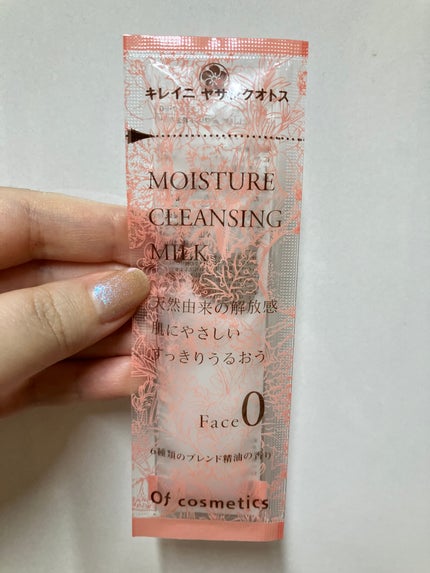 キレイニ ヤサシクオトス
MOISTURE
CLEANSING
MILK
天然由来の解放感
肌にやさしい
すっきりうるおう
Face 0
6種類のブレンド精油の香り
Of cosmetics